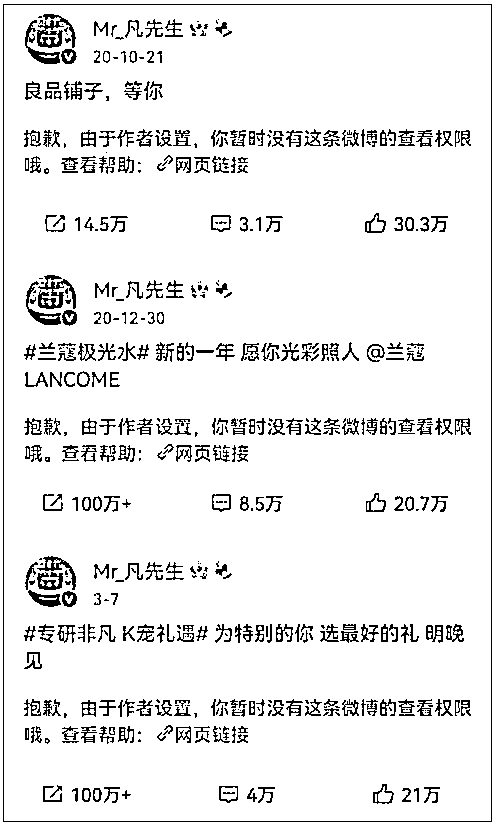 Mr_凡先生
20-10-21
良品铺子，等你
抱歉，由于作者设置，你暂时没有这条微博的查看权限
哦。查看帮助：网页链接
14.5万 3.1万 30.3万
Mr_凡先生
20-12-30
#兰蔻极光水# 新的一年 愿你光彩照人 @兰蔻
LANCOME
抱歉，由于作者设置，你暂时没有这条微博的查看权限
哦。查看帮助：网页链接
100万+ 8.5万 20.7万
Mr_凡先生
3-7
#专研非凡 K宠礼遇# 为特别的你 选最好的礼 明晚
见
抱歉，由于作者设置，你暂时没有这条微博的查看权限
哦。查看帮助：网页链接
100万+ 4万 21万